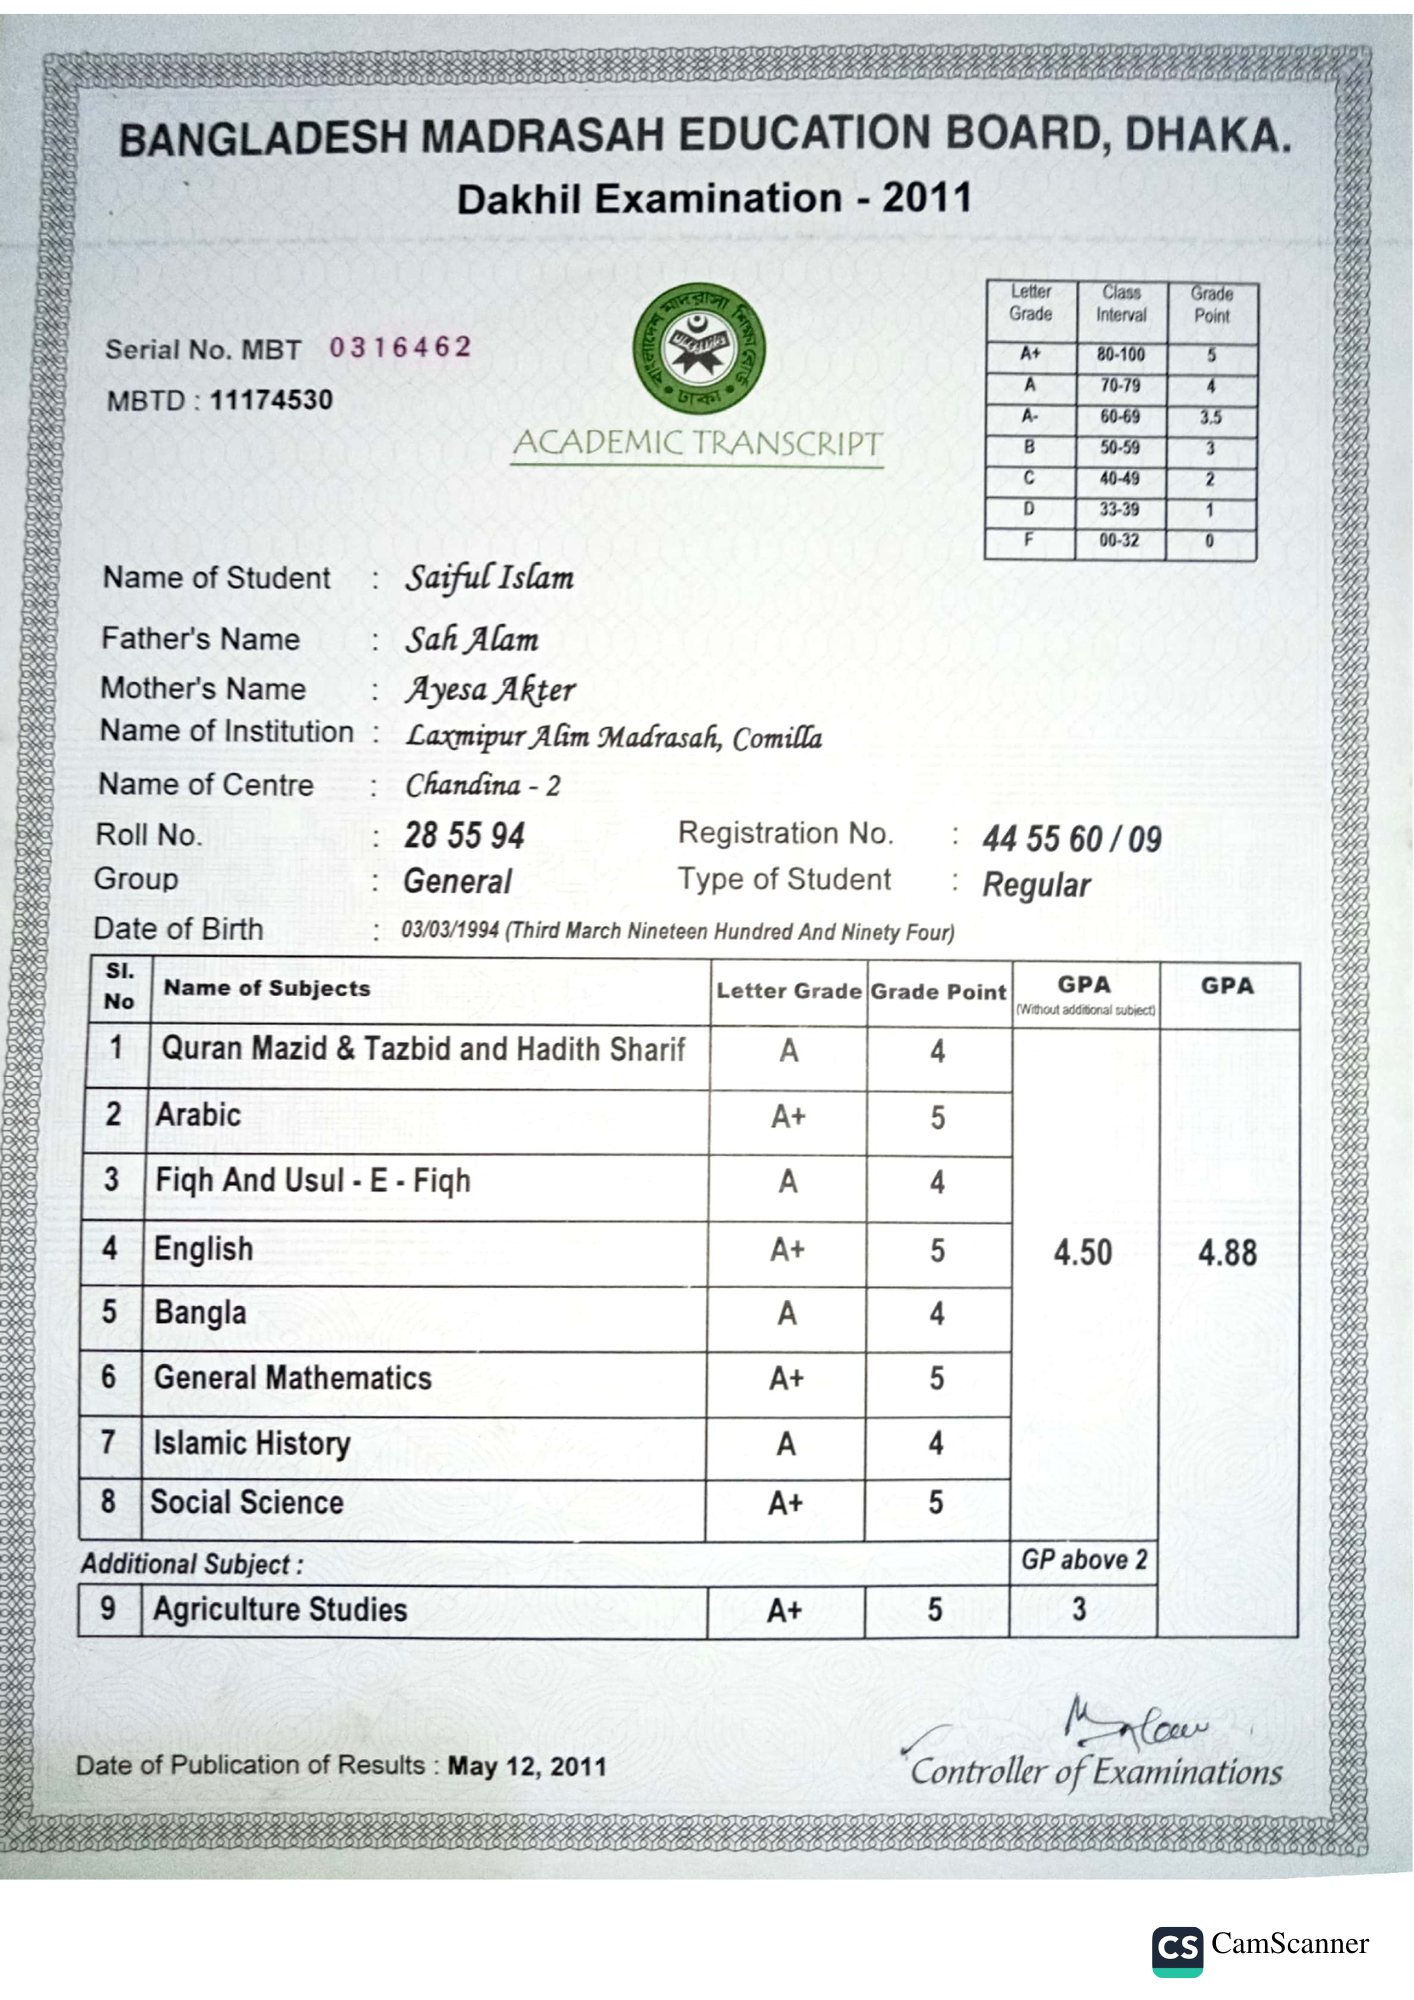 BANGLADESH MADRASAH EDUCATION BOARD, DHAKA.
Dakhil Examination - 2011
Serial No. MBT 0316462
MBTD : 11174530
বাংলাদেশ মাদরাসা শিক্ষা বোর্ড
ঢাকা
ACADEMIC TRANSCRIPT
Letter Grade Class Interval Grade Point
A+ 80-100 5
A 70-79 4
A- 60-69 3.5
B 50-59 3
C 40-49 2
D 33-39 1
F 00-32 0
Name of Student : Saiful Islam
Father's Name : Sah Alam
Mother's Name : Ayesa Akter
Name of Institution : Laxmipur Alim Madrasah, Comilla
Name of Centre : Chandina - 2
Roll No. : 28 55 94 Registration No. : 44 55 60 / 09
Group : General Type of Student : Regular
Date of Birth : 03/03/1994 (Third March Nineteen Hundred And Ninety Four)
Sl. No Name of Subjects Letter Grade Grade Point GPA (Without additional subject) GPA
1 Quran Mazid & Tazbid and Hadith Sharif A 4
2 Arabic A+ 5
3 Fiqh And Usul - E - Fiqh A 4
4 English A+ 5 4.50 4.88
5 Bangla A 4
6 General Mathematics A+ 5
7 Islamic History A 4
8 Social Science A+ 5
Additional Subject : GP above 2
9 Agriculture Studies A+ 5 3
Date of Publication of Results : May 12, 2011
Controller of Examinations
CS CamScanner